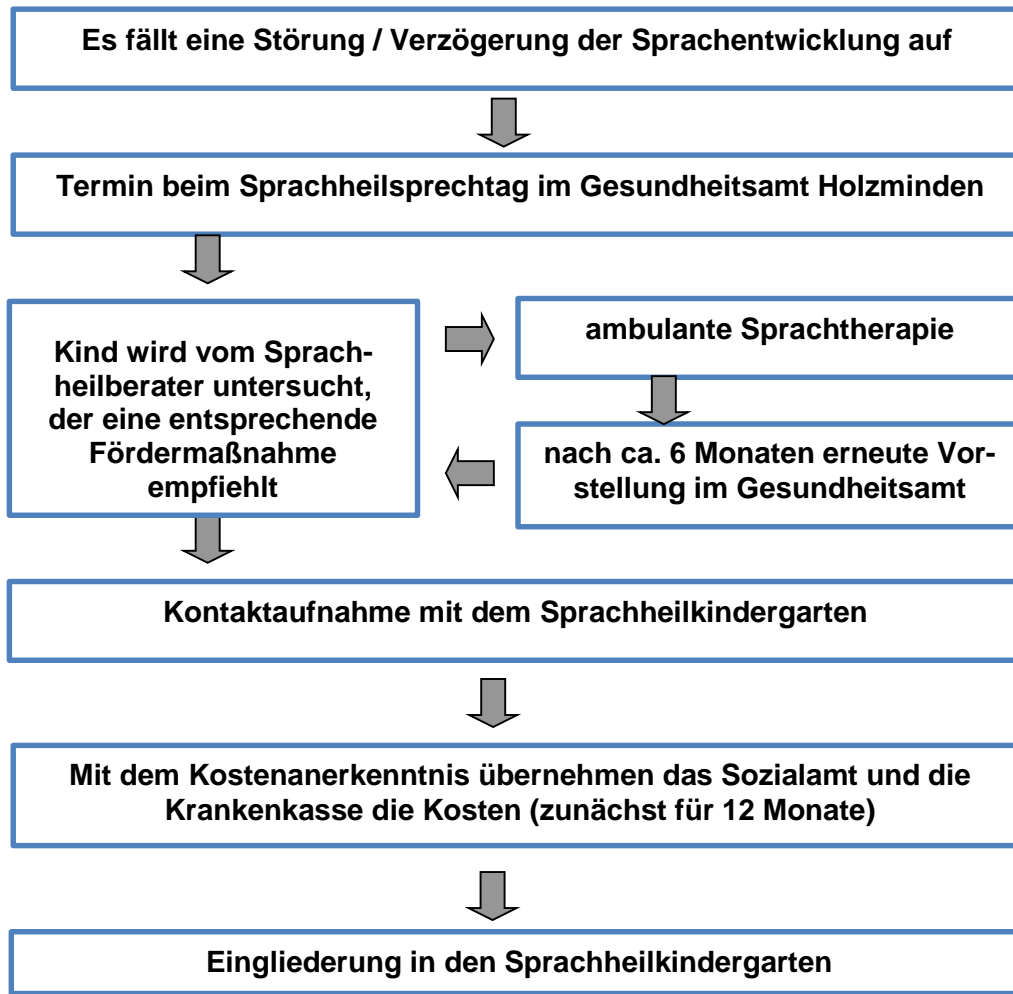 Es fällt eine Störung / Verzögerung der Sprachentwicklung auf
Termin beim Sprachheilsprechtag im Gesundheitsamt Holzminden
Kind wird vom Sprach-
heilberater untersucht,
der eine entsprechende
Fördermaßnahme
empfiehlt
ambulante Sprachtherapie
nach ca. 6 Monaten erneute Vor-
stellung im Gesundheitsamt
Kontaktaufnahme mit dem Sprachheilkindergarten
Mit dem Kostenanerkenntnis übernehmen das Sozialamt und die
Krankenkasse die Kosten (zunächst für 12 Monate)
Eingliederung in den Sprachheilkindergarten